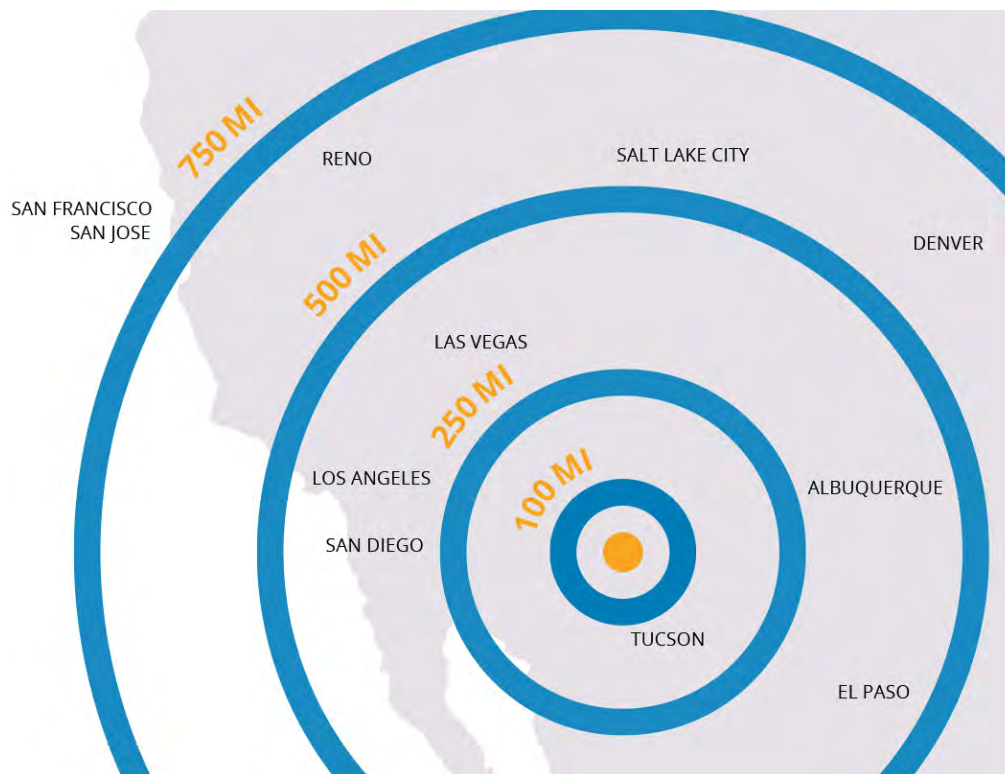 750 MI
RENO
SALT LAKE CITY
SAN FRANCISCO
SAN JOSE
DENVER
500 MI
LAS VEGAS
250 MI
LOS ANGELES
100 MI
ALBUQUERQUE
SAN DIEGO
TUCSON
EL PASO